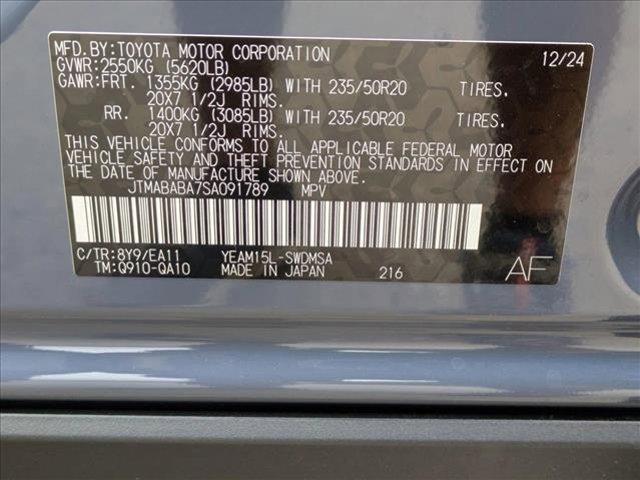 MFD.BY:TOYOTA MOTOR CORPORATION 12/24
GVWR:2550KG (5620LB)
GAWR:FRT. 1355KG (2985LB) WITH 235/50R20 TIRES,
20X7 1/2J RIMS.
RR. 1400KG (3085LB) WITH 235/50R20 TIRES,
20X7 1/2J RIMS.
THIS VEHICLE CONFORMS TO ALL APPLICABLE FEDERAL MOTOR
VEHICLE SAFETY AND THEFT PREVENTION STANDARDS IN EFFECT ON
THE DATE OF MANUFACTURE SHOWN ABOVE.
JTMABABA7SA091789 MPV
C/TR:8Y9/EA11 YEAM15L-SWDMSA
TM:Q910-QA10 MADE IN JAPAN 216 AF